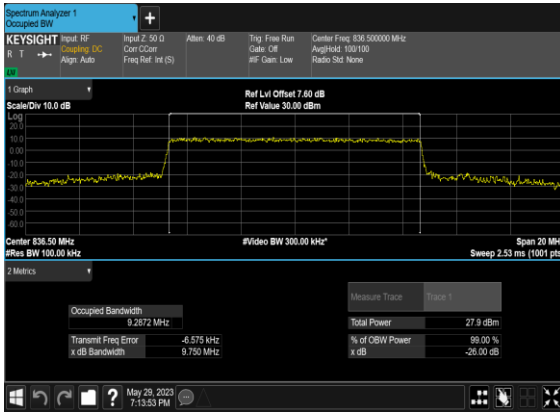 Spectrum Analyzer 1
Occupied BW
+
KEYSIGHT Input: RF Input Z: 50 Ω Atten: 40 dB Trig: Free Run Center Freq: 836.500000 MHz
R T Coupling: DC Corr CCorr Gate: Off Avg|Hold: 100/100
Align: Auto Freq Ref: Int (S) #IF Gain: Low Radio Std: None
1 Graph
Ref Lvl Offset 7.60 dB
Scale/Div 10.0 dB Ref Value 30.00 dBm
Log
20.0
10.0
0.00
-10.0
-20.0
-30.0
-40.0
-50.0
-60.0
Center 836.50 MHz #Video BW 300.00 kHz* Span 20 MH
#Res BW 100.00 kHz Sweep 2.53 ms (1001 pts
2 Metrics
Measure Trace Trace 1
Occupied Bandwidth
9.2872 MHz Total Power 27.9 dBm
Transmit Freq Error -6.575 kHz % of OBW Power 99.00 %
x dB Bandwidth 9.750 MHz x dB -26.00 dB
? May 29, 2023
7:13:53 PM